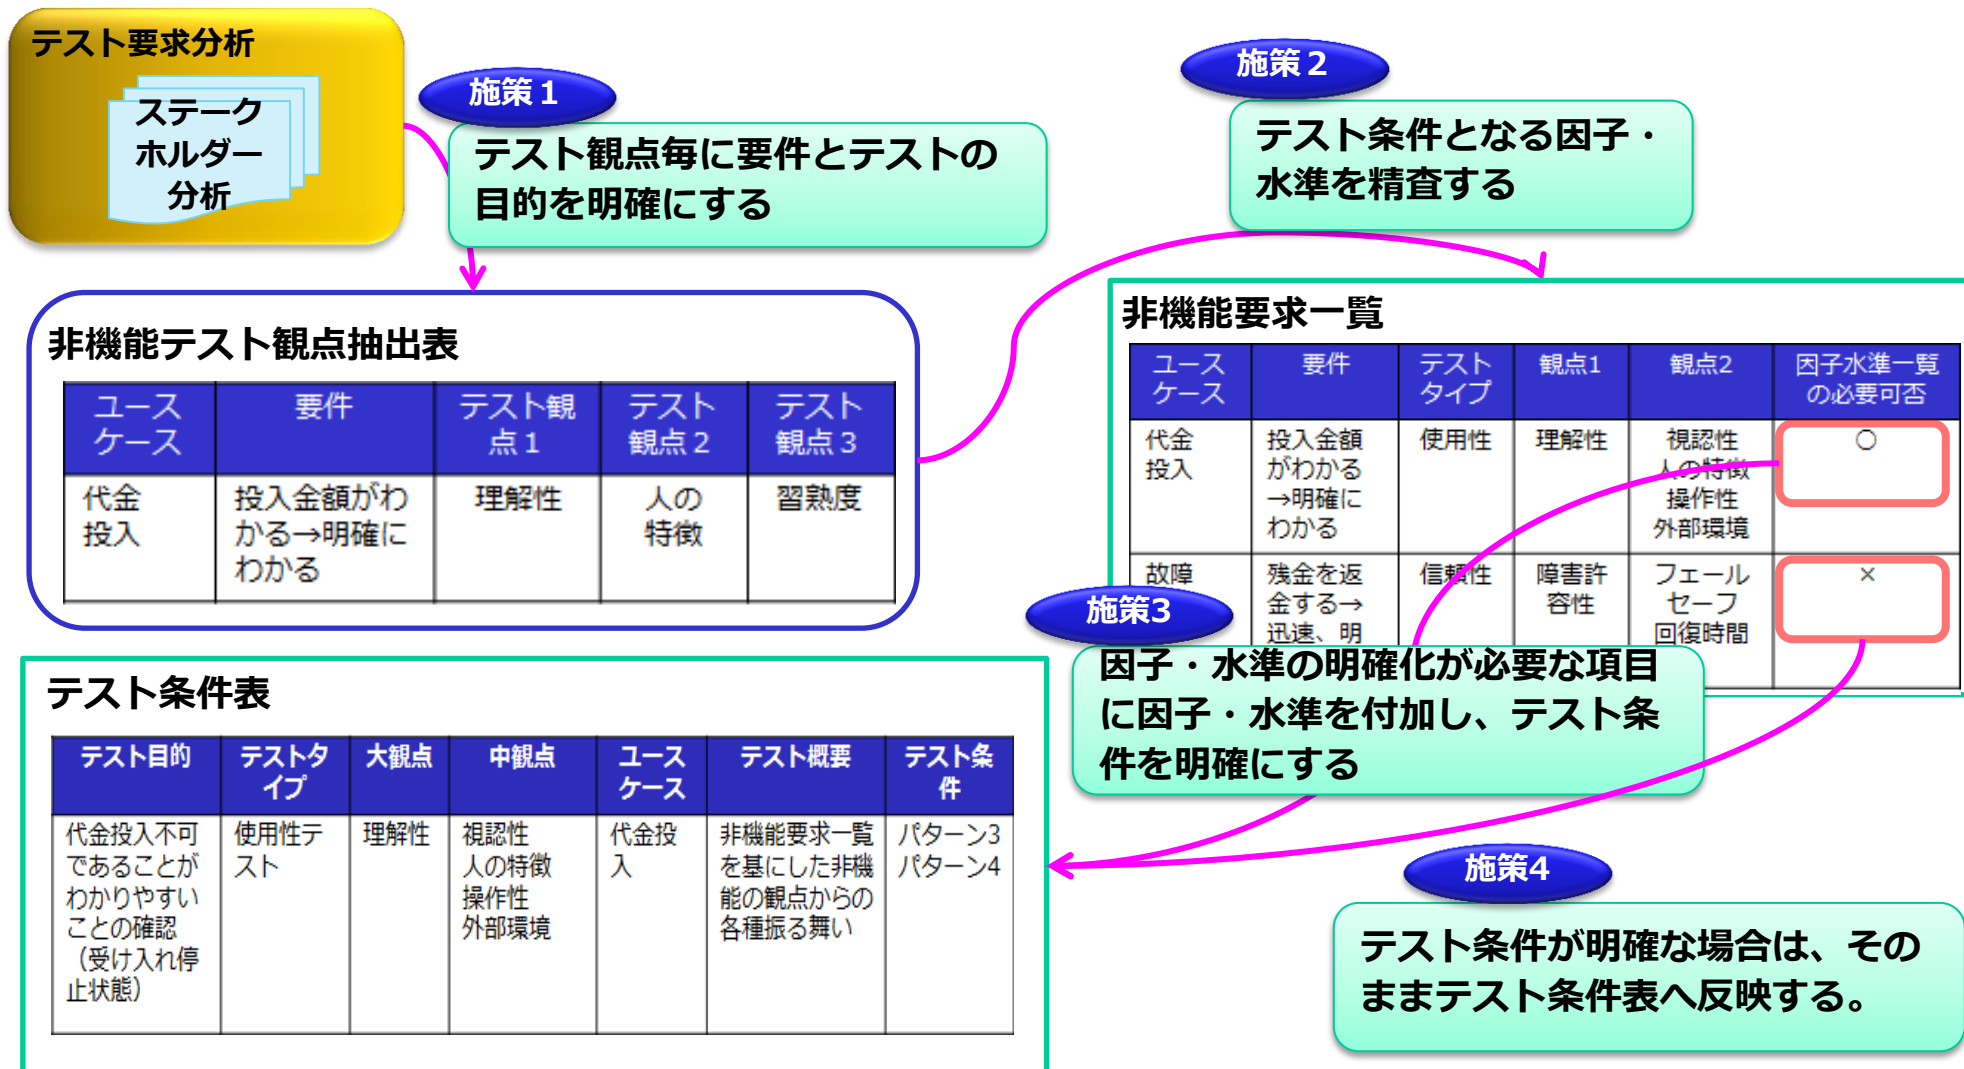 テスト要求分析
ステーク
ホルダー
分析
施策１
テスト観点毎に要件とテストの
目的を明確にする
施策２
テスト条件となる因子・
水準を精査する
非機能テスト観点抽出表
ユース
ケース
要件
テスト観
点１
テスト
観点２
テスト
観点３
代金
投入
投入金額がわ
かる→明確に
わかる
理解性
人の
特徴
習熟度
非機能要求一覧
ユース
ケース
要件
テスト
タイプ
観点1
観点2
因子水準一覧
の必要可否
代金
投入
投入金額
がわかる
→明確に
わかる
使用性
理解性
視認性
人の特徴
操作性
外部環境
○
故障
残金を返
金する→
迅速、明
信頼性
障害許
容性
フェール
セーフ
回復時間
×
施策3
因子・水準の明確化が必要な項目
に因子・水準を付加し、テスト条
件を明確にする
テスト条件表
テスト目的
テストタ
イプ
大観点
中観点
ユース
ケース
テスト概要
テスト条
件
代金投入不可
であることが
わかりやすい
ことの確認
（受け入れ停
止状態）
使用性テ
スト
理解性
視認性
人の特徴
操作性
外部環境
代金投
入
非機能要求一覧
を基にした非機
能の観点からの
各種振る舞い
パターン3
パターン4
施策4
テスト条件が明確な場合は、その
ままテスト条件表へ反映する。